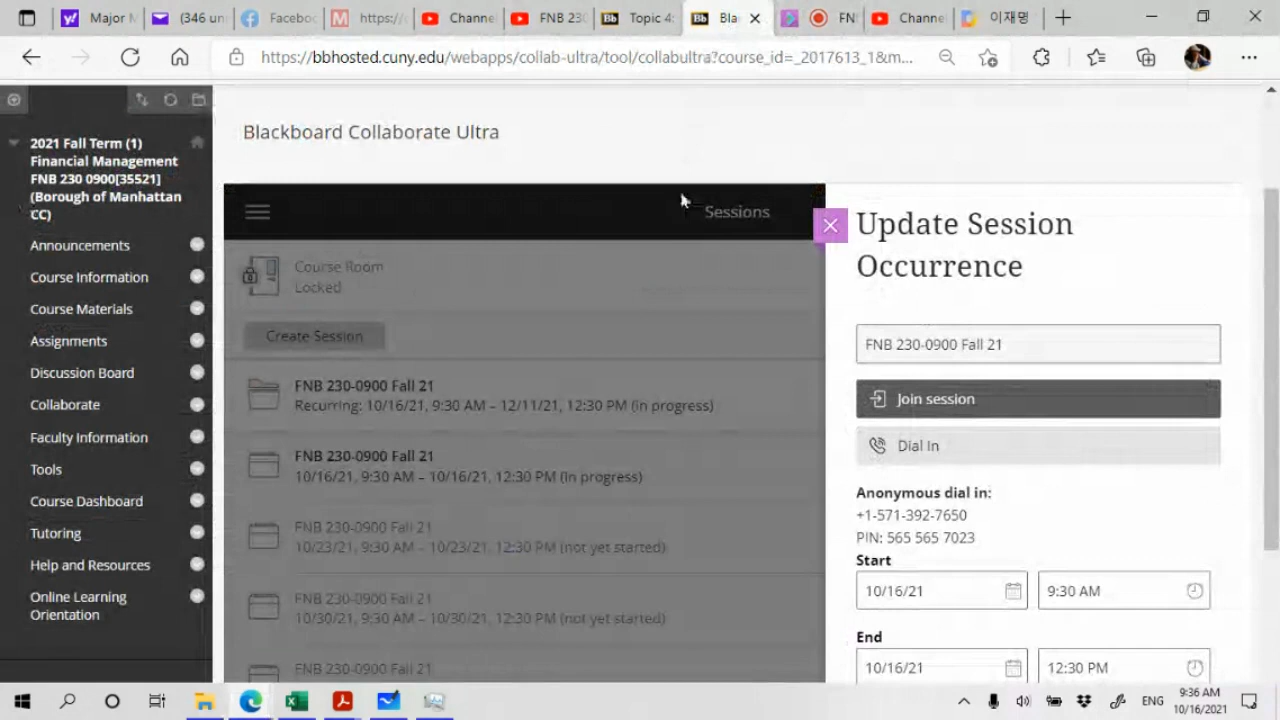 Major M
(346 un
Facebo
https:/
Channe
FNB 230
Topic 4:
Bla
FN
Channe
이재명
https://bbhosted.cuny.edu/webapps/collab-ultra/tool/collabultra?course_id=_2017613_1&m...
2021 Fall Term (1)
Financial Management
FNB 230 0900[35521]
(Borough of Manhattan
CC)
Announcements
Course Information
Course Materials
Assignments
Discussion Board
Collaborate
Faculty Information
Tools
Course Dashboard
Tutoring
Help and Resources
Online Learning
Orientation
Blackboard Collaborate Ultra
Sessions
Course Room
Locked
Create Session
FNB 230-0900 Fall 21
Recurring: 10/16/21, 9:30 AM – 12/11/21, 12:30 PM (in progress)
FNB 230-0900 Fall 21
10/16/21, 9:30 AM – 10/16/21, 12:30 PM (in progress)
FNB 230-0900 Fall 21
10/23/21, 9:30 AM – 10/23/21, 12:30 PM (not yet started)
FNB 230-0900 Fall 21
10/30/21, 9:30 AM – 10/30/21, 12:30 PM (not yet started)
FNB 230-0900 Fall 21
Update Session
Occurrence
FNB 230-0900 Fall 21
Join session
Dial In
Anonymous dial in:
+1-571-392-7650
PIN: 565 565 7023
Start
10/16/21
9:30 AM
End
10/16/21
12:30 PM
ENG
9:36 AM
10/16/2021